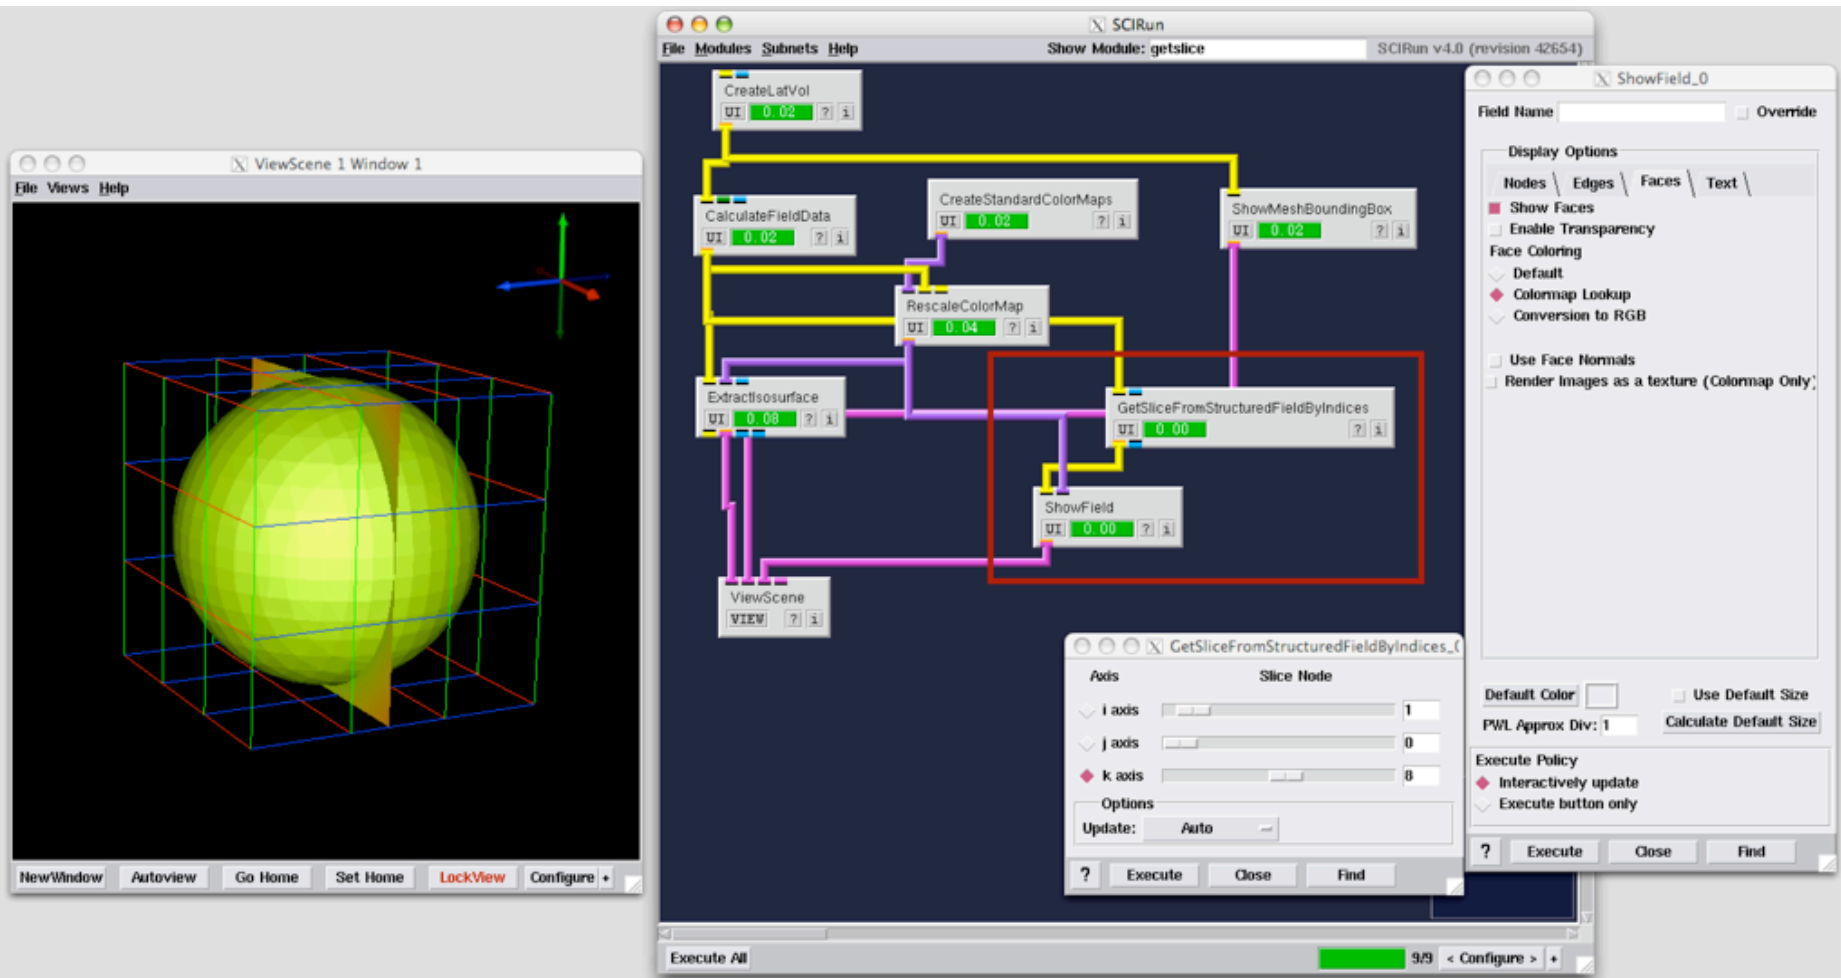 ViewScene 1 Window 1
File Views Help
NewWindow Autoview Go Home Set Home LockView Configure +
SCIRun
File Modules Subnets Help Show Module: getslice SCIRun v4.0 (revision 42654)
CreateLatVol
UI 0.02 ? i
CalculateFieldData
UI 0.02 ? i
CreateStandardColorMaps
UI 0.02 ? i
ShowMeshBoundingBox
UI 0.02 ? i
RescaleColorMap
UI 0.04 ? i
ExtractIsosurface
UI 0.08 ? i
GetSliceFromStructuredFieldByIndices
UI 0.00 ? i
ShowField
UI 0.00 ? i
ViewScene
VIEW ? i
Execute All 9/9 < Configure > +
GetSliceFromStructuredFieldByIndices_0
Axis Slice Node
i axis 1
j axis 0
k axis 8
Options
Update: Auto
? Execute Close Find
ShowField_0
Field Name Override
Display Options
Nodes \ Edges \ Faces \ Text \
Show Faces
Enable Transparency
Face Coloring
Default
Colormap Lookup
Conversion to RGB
Use Face Normals
Render Images as a texture (Colormap Only)
Default Color Use Default Size
PWL Approx Div: 1 Calculate Default Size
Execute Policy
Interactively update
Execute button only
? Execute Close Find